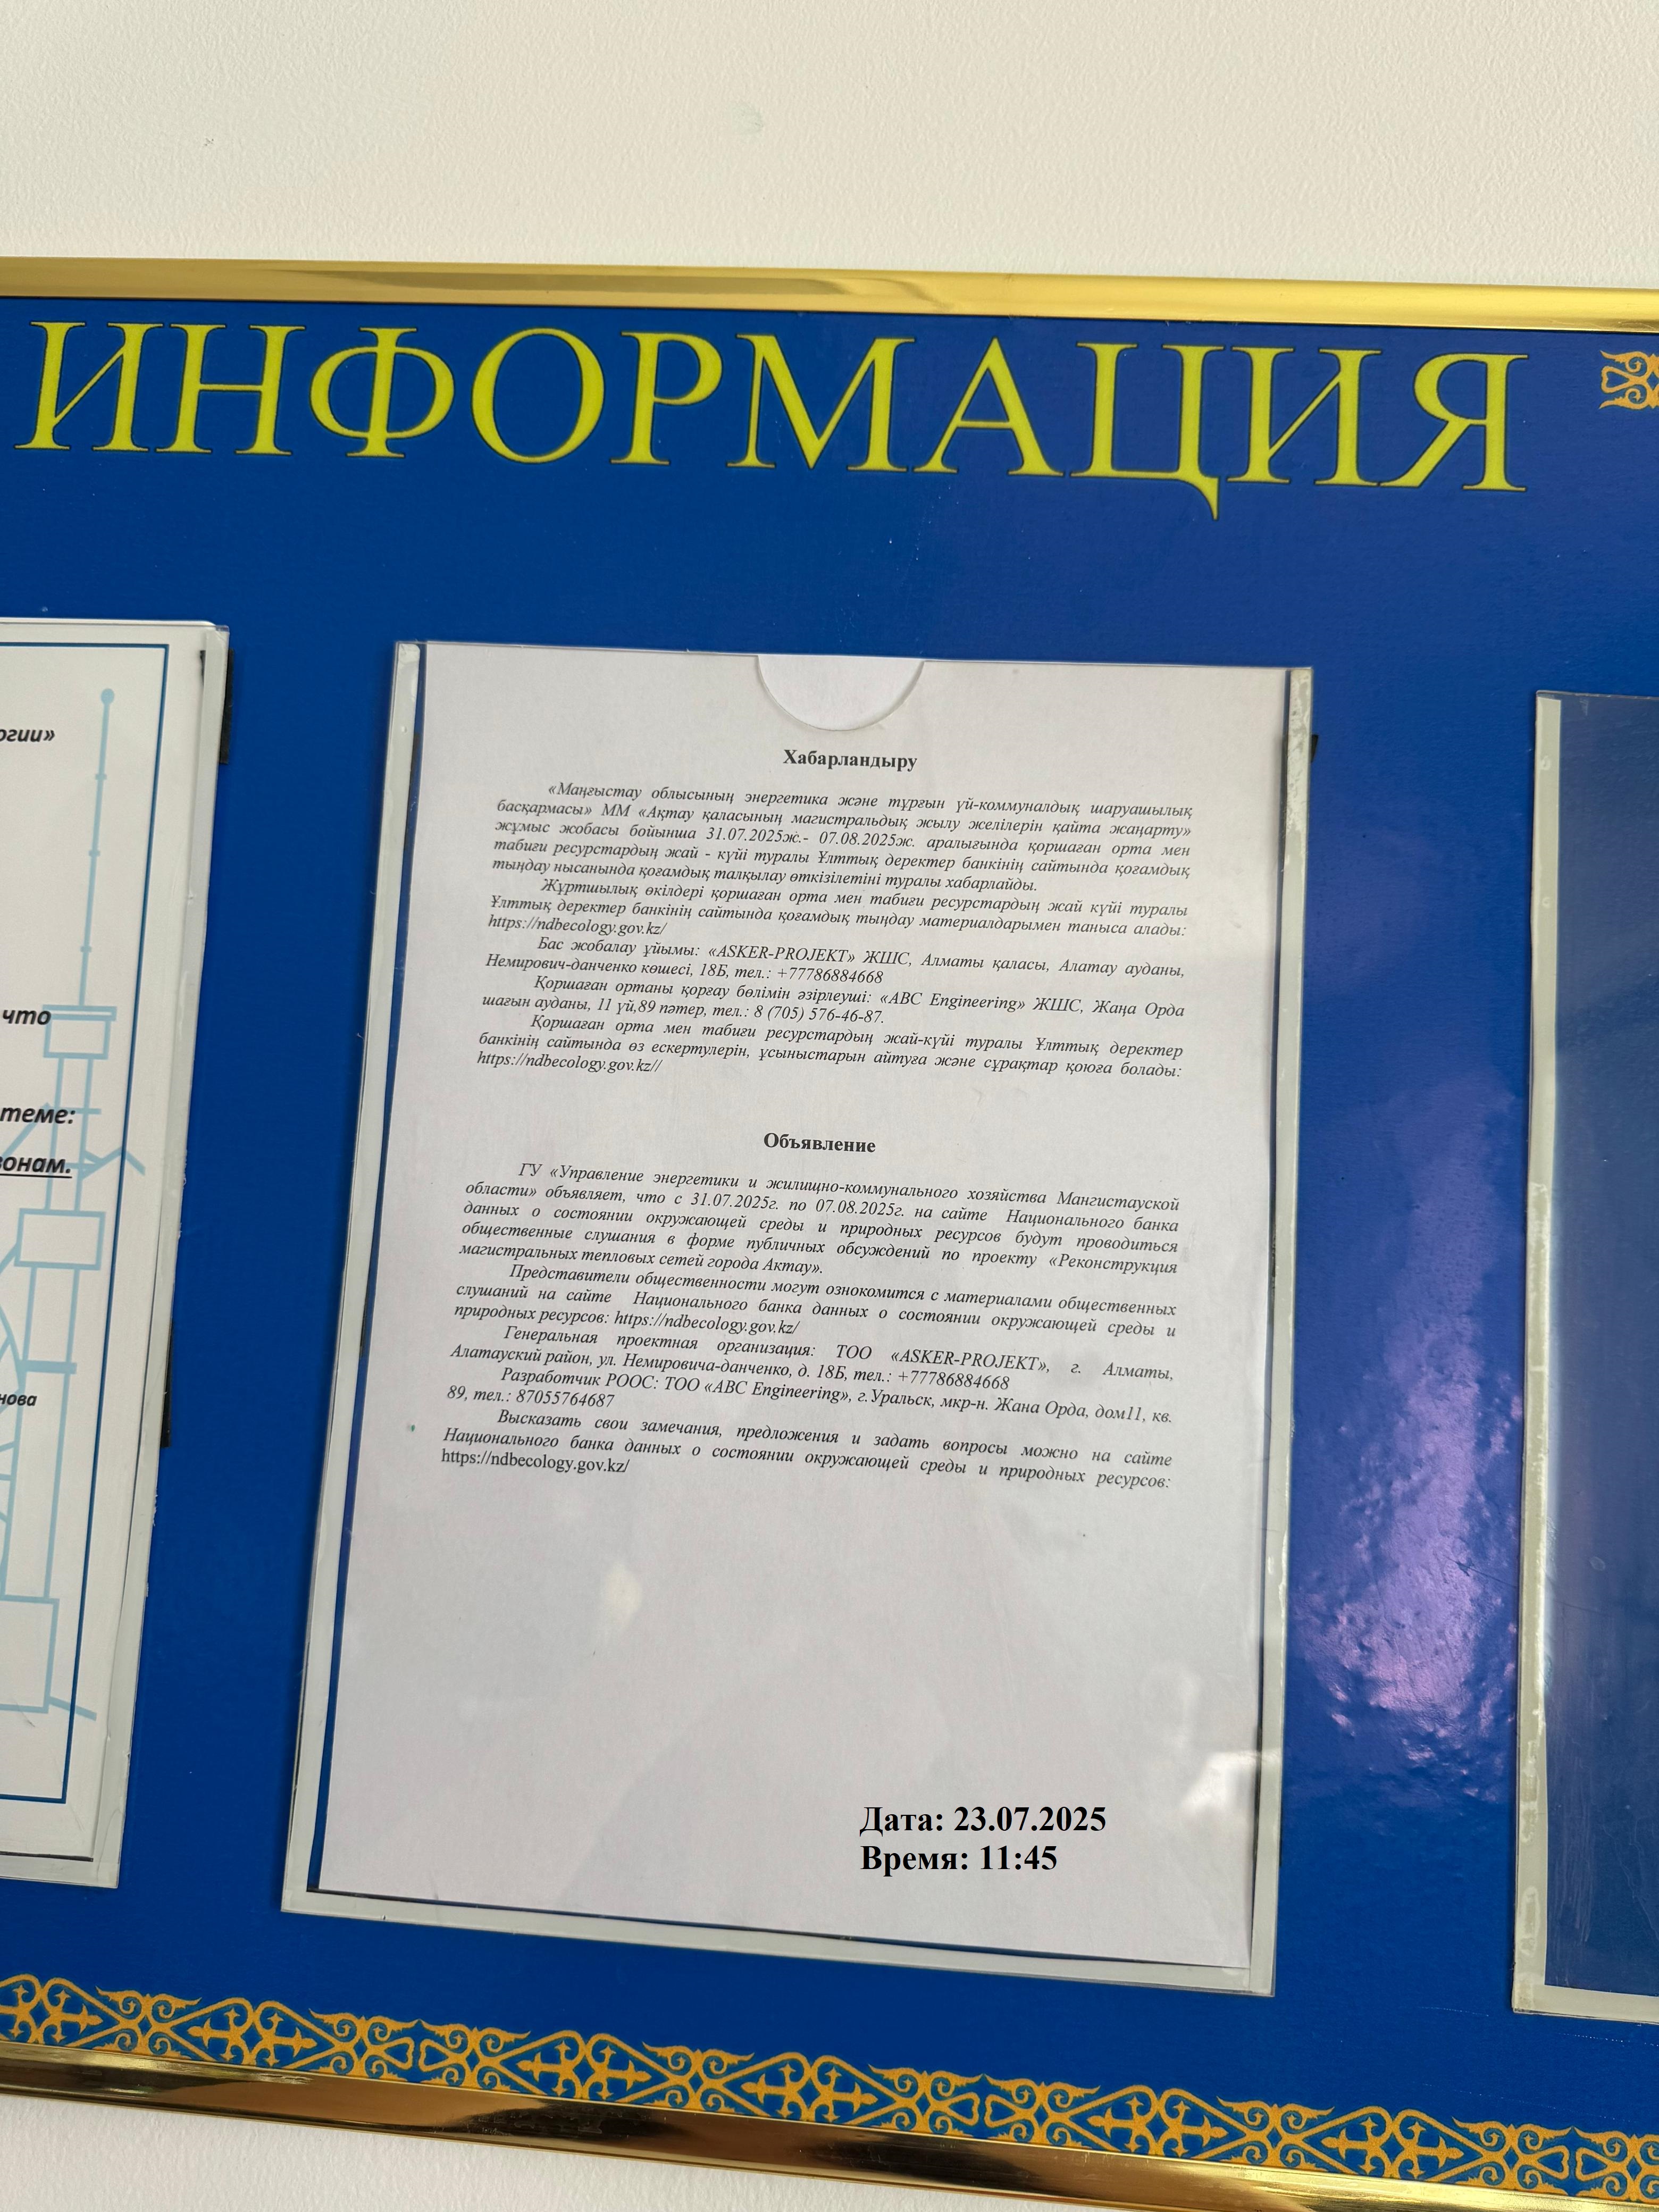 ИНФОРМАЦИЯ
огии»
что
теме:
онам.
нова
Хабарландыру
«Маңғыстау облысының энергетика және тұрғын үй-коммуналдық шаруашылық
басқармасы» ММ «Ақтау қаласының магистральдық жылу желілерін қайта жаңарту»
жұмыс жобасы бойынша 31.07.2025ж.- 07.08.2025ж. аралығында қоршаған орта мен
табиғи ресурстардың жай - күйі туралы Ұлттық деректер банкінің сайтында қоғамдық
тыңдау нысанында қоғамдық талқылау өткізілетіні туралы хабарлайды.
Жұртшылық өкілдері қоршаған орта мен табиғи ресурстардың жай күйі туралы
Ұлттық деректер банкінің сайтында қоғамдық тыңдау материалдарымен таныса алады:
https://ndbecology.gov.kz/
Бас жобалау ұйымы: «ASKER-PROJEKT» ЖШС, Алматы қаласы, Алатау ауданы,
Немирович-данченко көшесі, 18Б, тел.: +77786884668
Қоршаған ортаны қорғау бөлімін әзірлеуші: «ABC Engineering» ЖШС, Жаңа Орда
шағын ауданы, 11 үй,89 пәтер, тел.: 8 (705) 576-46-87.
Қоршаған орта мен табиғи ресурстардың жай-күйі туралы Ұлттық деректер
банкінің сайтында өз ескертулерін, ұсыныстарын айтуға және сұрақтар қоюға болады:
https://ndbecology.gov.kz//
Объявление
ГУ «Управление энергетики и жилищно-коммунального хозяйства Мангистауской
области» объявляет, что с 31.07.2025г. по 07.08.2025г. на сайте Национального банка
данных о состоянии окружающей среды и природных ресурсов будут проводиться
общественные слушания в форме публичных обсуждений по проекту «Реконструкция
магистральных тепловых сетей города Актау».
Представители общественности могут ознокомится с материалами общественных
слушаний на сайте Национального банка данных о состоянии окружающей среды и
природных ресурсов: https://ndbecology.gov.kz/
Генеральная проектная организация: ТОО «ASKER-PROJEKT», г. Алматы,
Алатауский район, ул. Немировича-данченко, д. 18Б, тел.: +77786884668
Разработчик РООС: ТОО «ABC Engineering», г.Уральск, мкр-н. Жана Орда, дом11, кв.
89, тел.: 87055764687
Высказать свои замечания, предложения и задать вопросы можно на сайте
Национального банка данных о состоянии окружающей среды и природных ресурсов:
https://ndbecology.gov.kz/
Дата: 23.07.2025
Время: 11:45